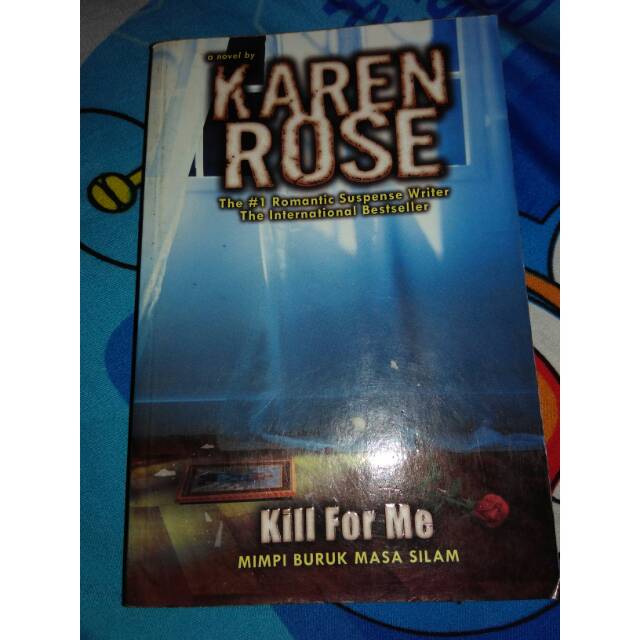 a novel by
KAREN
ROSE
The #1 Romantic Suspense Writer
The International Bestseller
Kill For Me
MIMPI BURUK MASA SILAM